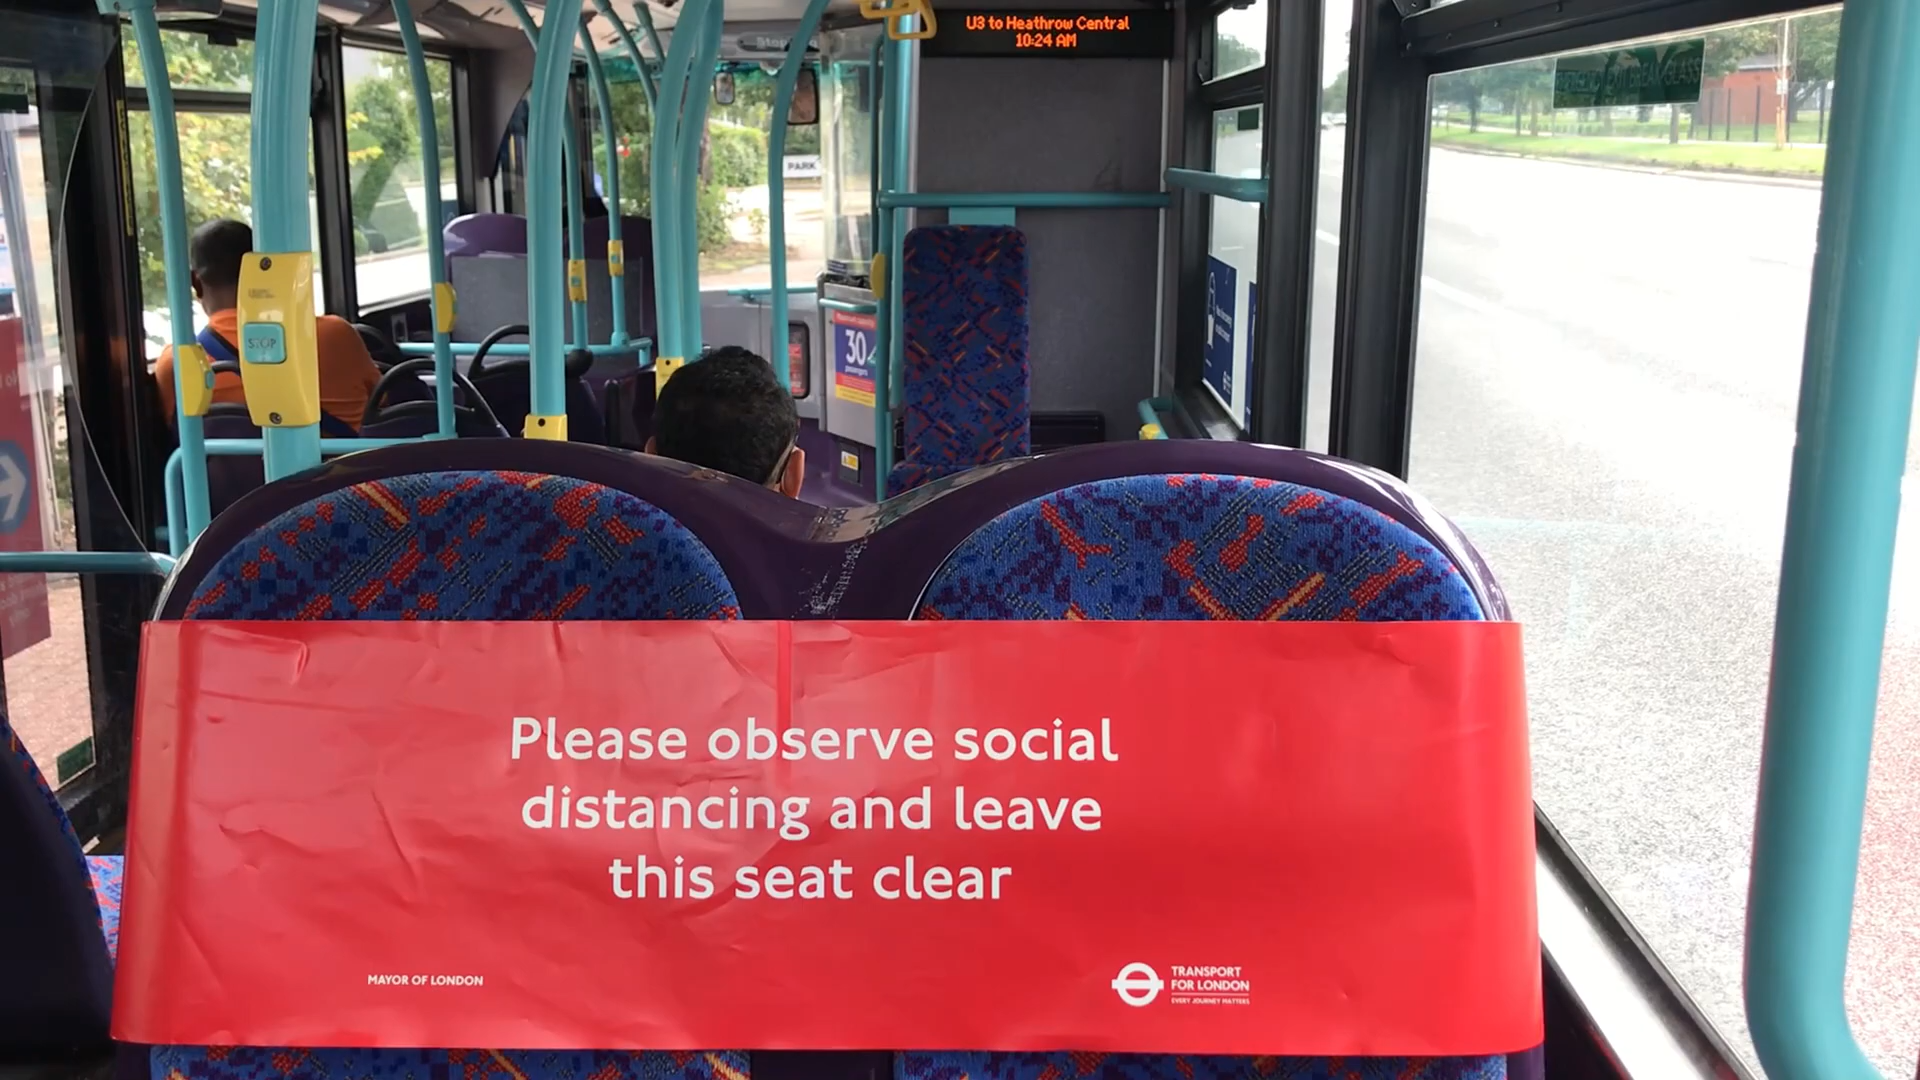 U3 to Heathrow Central
10:24 AM
PARK
STOP
30
passengers
Please observe social
distancing and leave
this seat clear
MAYOR OF LONDON
TRANSPORT
FOR LONDON
EVERY JOURNEY MATTERS